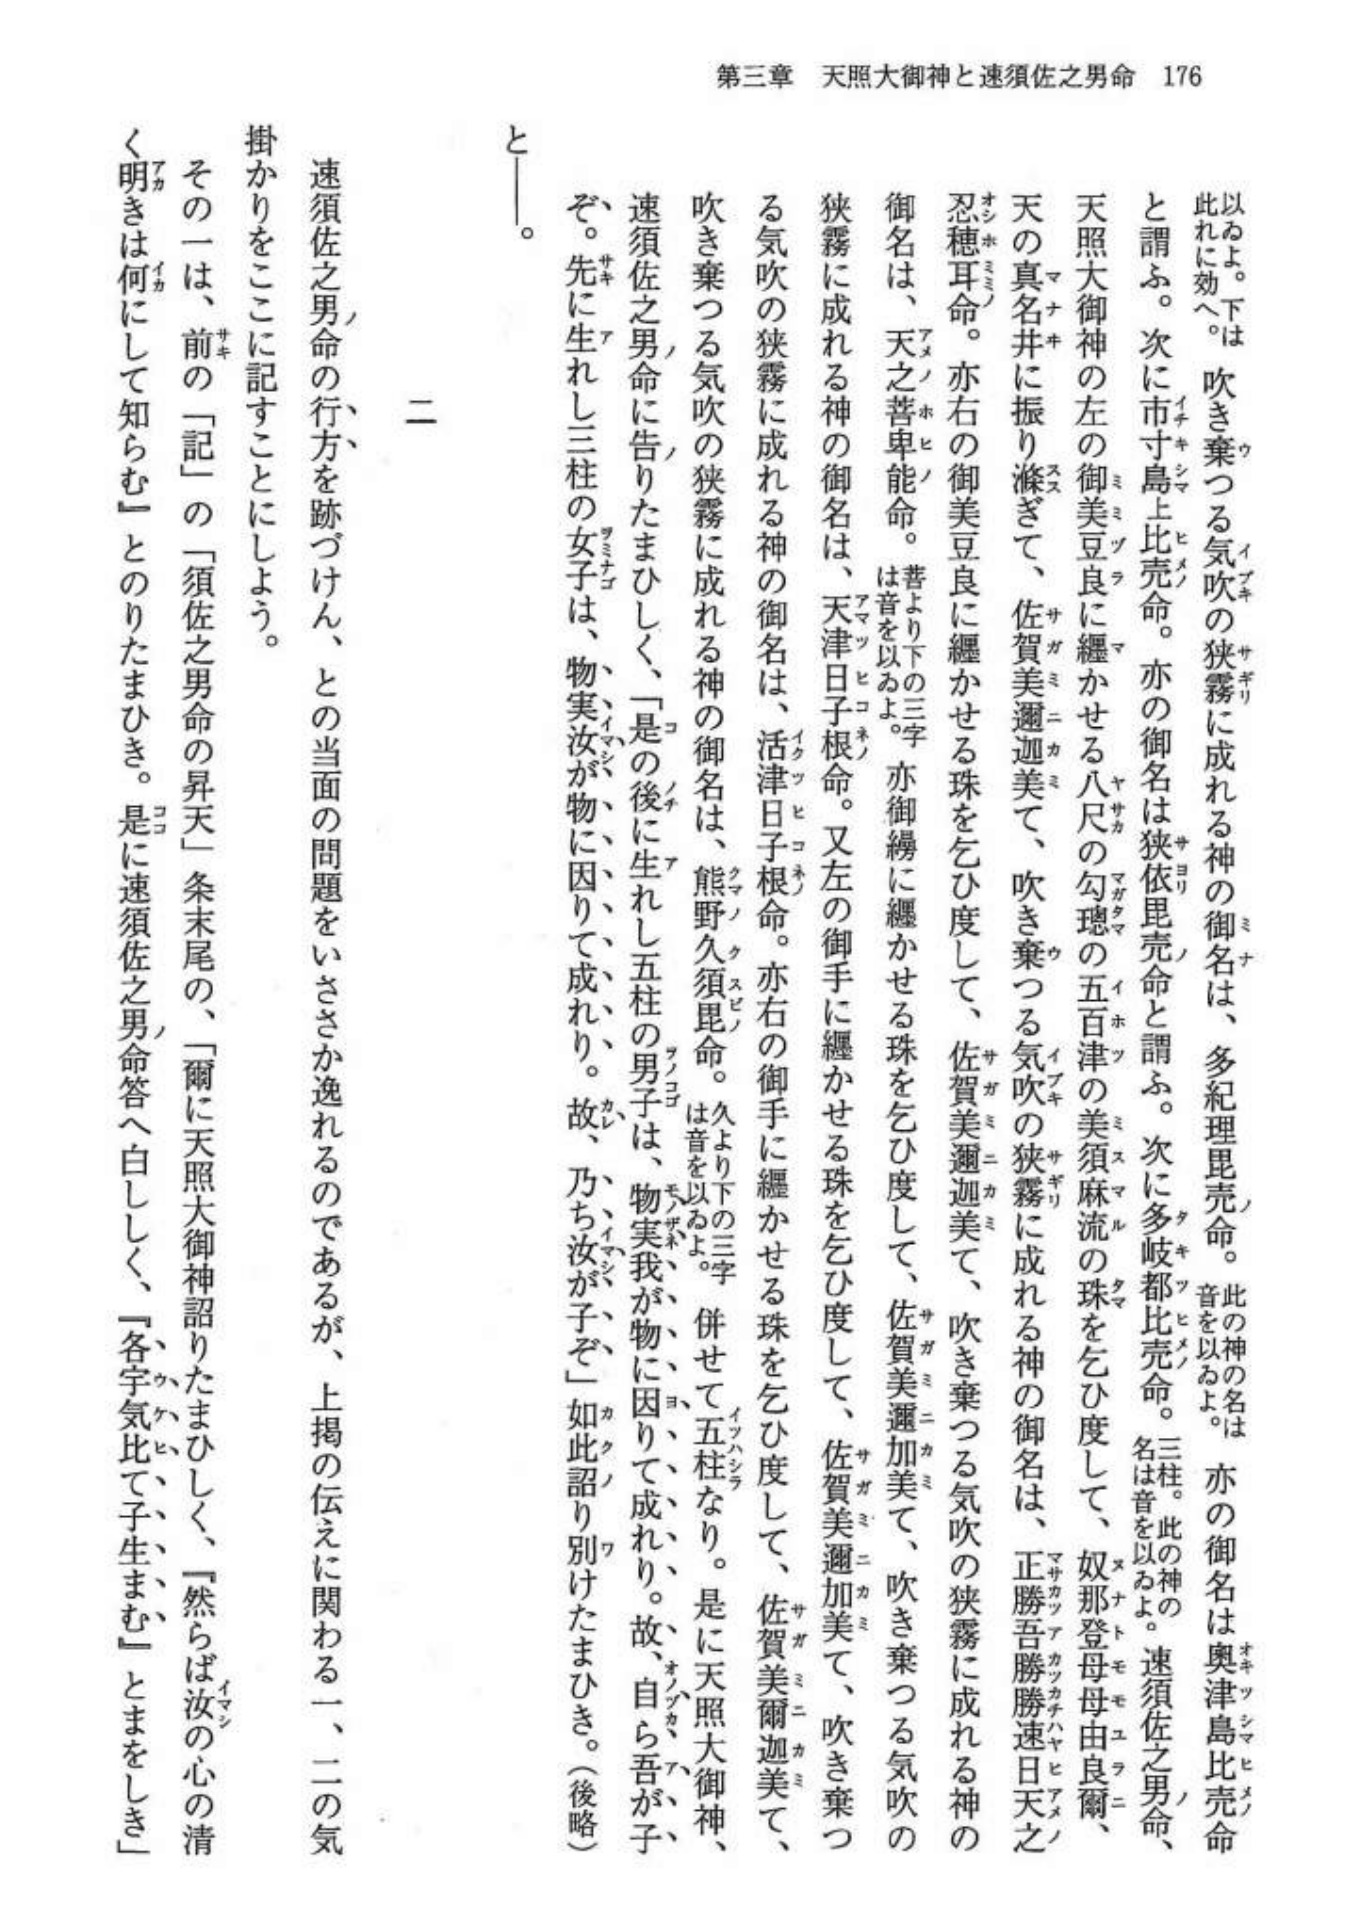 第三章　天照大御神と速須佐之男命　176
以ゐよ。下は此れに効へ。　吹き棄つる気吹の狭霧に成れる神の御名は、多紀理毘売命。此の神の名は音を以ゐよ。　亦の御名は奥津島比売命
と謂ふ。次に市寸島上比売命。亦の御名は狭依毘売命と謂ふ。次に多岐都比売命。三柱。此の神の名は音を以ゐよ。速須佐之男命、
天照大御神の左の御美豆良に纒かせる八尺の勾璁の五百津の美須麻流の珠を乞ひ度して、奴那登母母由良爾、
天の真名井に振り滌ぎて、佐賀美邇迦美て、吹き棄つる気吹の狭霧に成れる神の御名は、正勝吾勝勝速日天之
忍穂耳命。亦右の御美豆良に纒かせる珠を乞ひ度して、佐賀美邇迦美て、吹き棄つる気吹の狭霧に成れる神の
御名は、天之菩卑能命。菩より下の三字は音を以ゐよ。　亦御縵に纒かせる珠を乞ひ度して、佐賀美邇加美て、吹き棄つる気吹の
狭霧に成れる神の御名は、天津日子根命。又左の御手に纒かせる珠を乞ひ度して、佐賀美邇加美て、吹き棄つ
る気吹の狭霧に成れる神の御名は、活津日子根命。亦右の御手に纒かせる珠を乞ひ度して、佐賀美爾迦美て、
吹き棄つる気吹の狭霧に成れる神の御名は、熊野久須毘命。久より下の三字は音を以ゐよ。　併せて五柱なり。是に天照大御神、
速須佐之男命に告りたまひしく、「是の後に生れし五柱の男子は、物実我が物に因りて成れり。故、自ら吾が子
ぞ。先に生れし三柱の女子は、物実汝が物に因りて成れり。故、乃ち汝が子ぞ」如此詔り別けたまひき。（後略）
と――。
二
速須佐之男命の行方を跡づけん、との当面の問題をいささか逸れるのであるが、上掲の伝えに関わる一、二の気
掛かりをここに記すことにしよう。
その一は、前の「記」の「須佐之男命の昇天」条末尾の、「爾に天照大御神詔りたまひしく、『然らば汝の心の清
く明きは何にして知らむ』とのりたまひき。是に速須佐之男命答へ白ししく、『各宇気比て子生まむ』とまをしき」